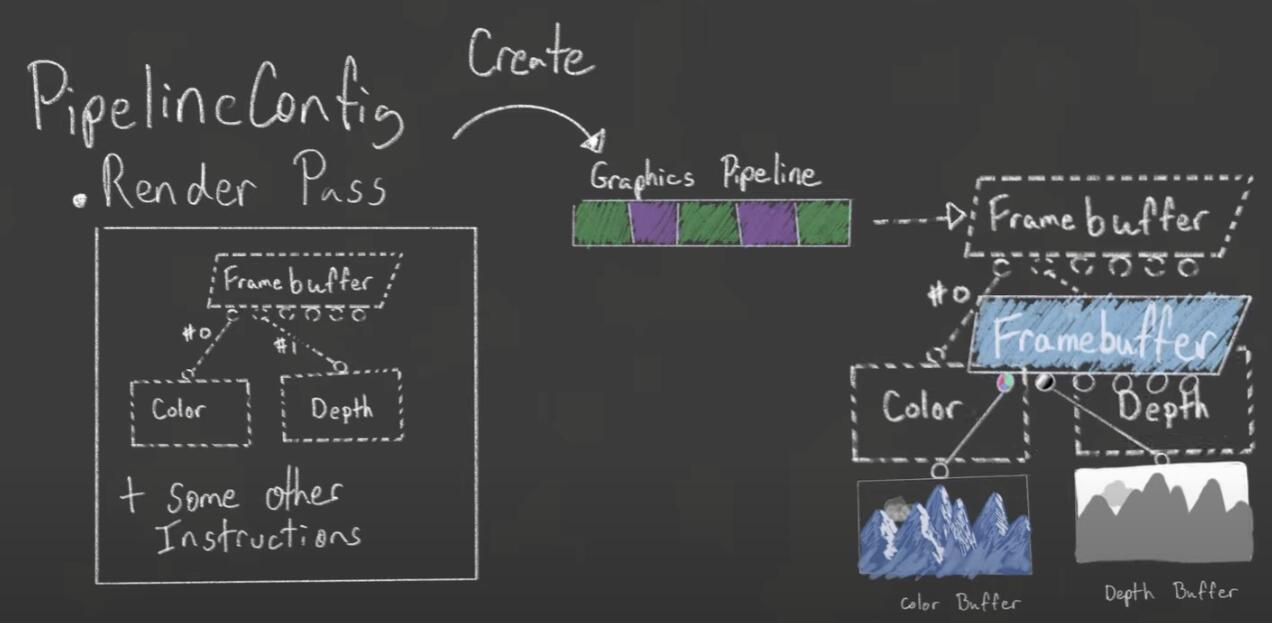 PipelineConfig
. Render Pass
Framebuffer
#0
#1
Color
Depth
+ Some other
Instructions
Create
Graphics Pipeline
Framebuffer
#0
Framebuffer
Color
Depth
Color Buffer
Depth Buffer